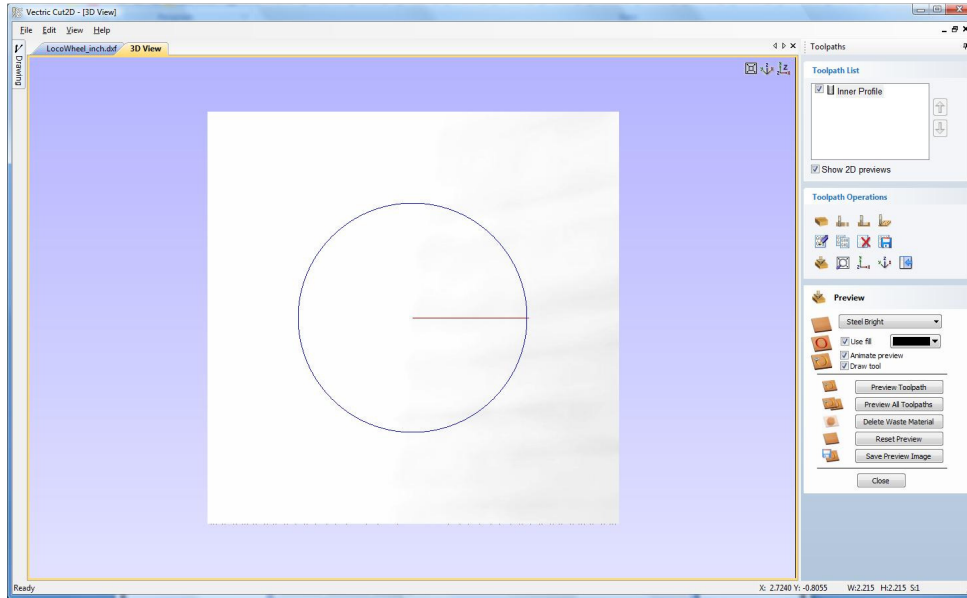 Vectric Cut2D - [3D View]
File Edit View Help
LocoWheel_inch.dxf 3D View
Drawing
Toolpaths
Toolpath List
Inner Profile
Show 2D previews
Toolpath Operations
Preview
Steel Bright
Use fill
Animate preview
Draw tool
Preview Toolpath
Preview All Toolpaths
Delete Waste Material
Reset Preview
Save Preview Image
Close
Ready
X: 2.7240 Y: -0.8055 W:2.215 H:2.215 S:1